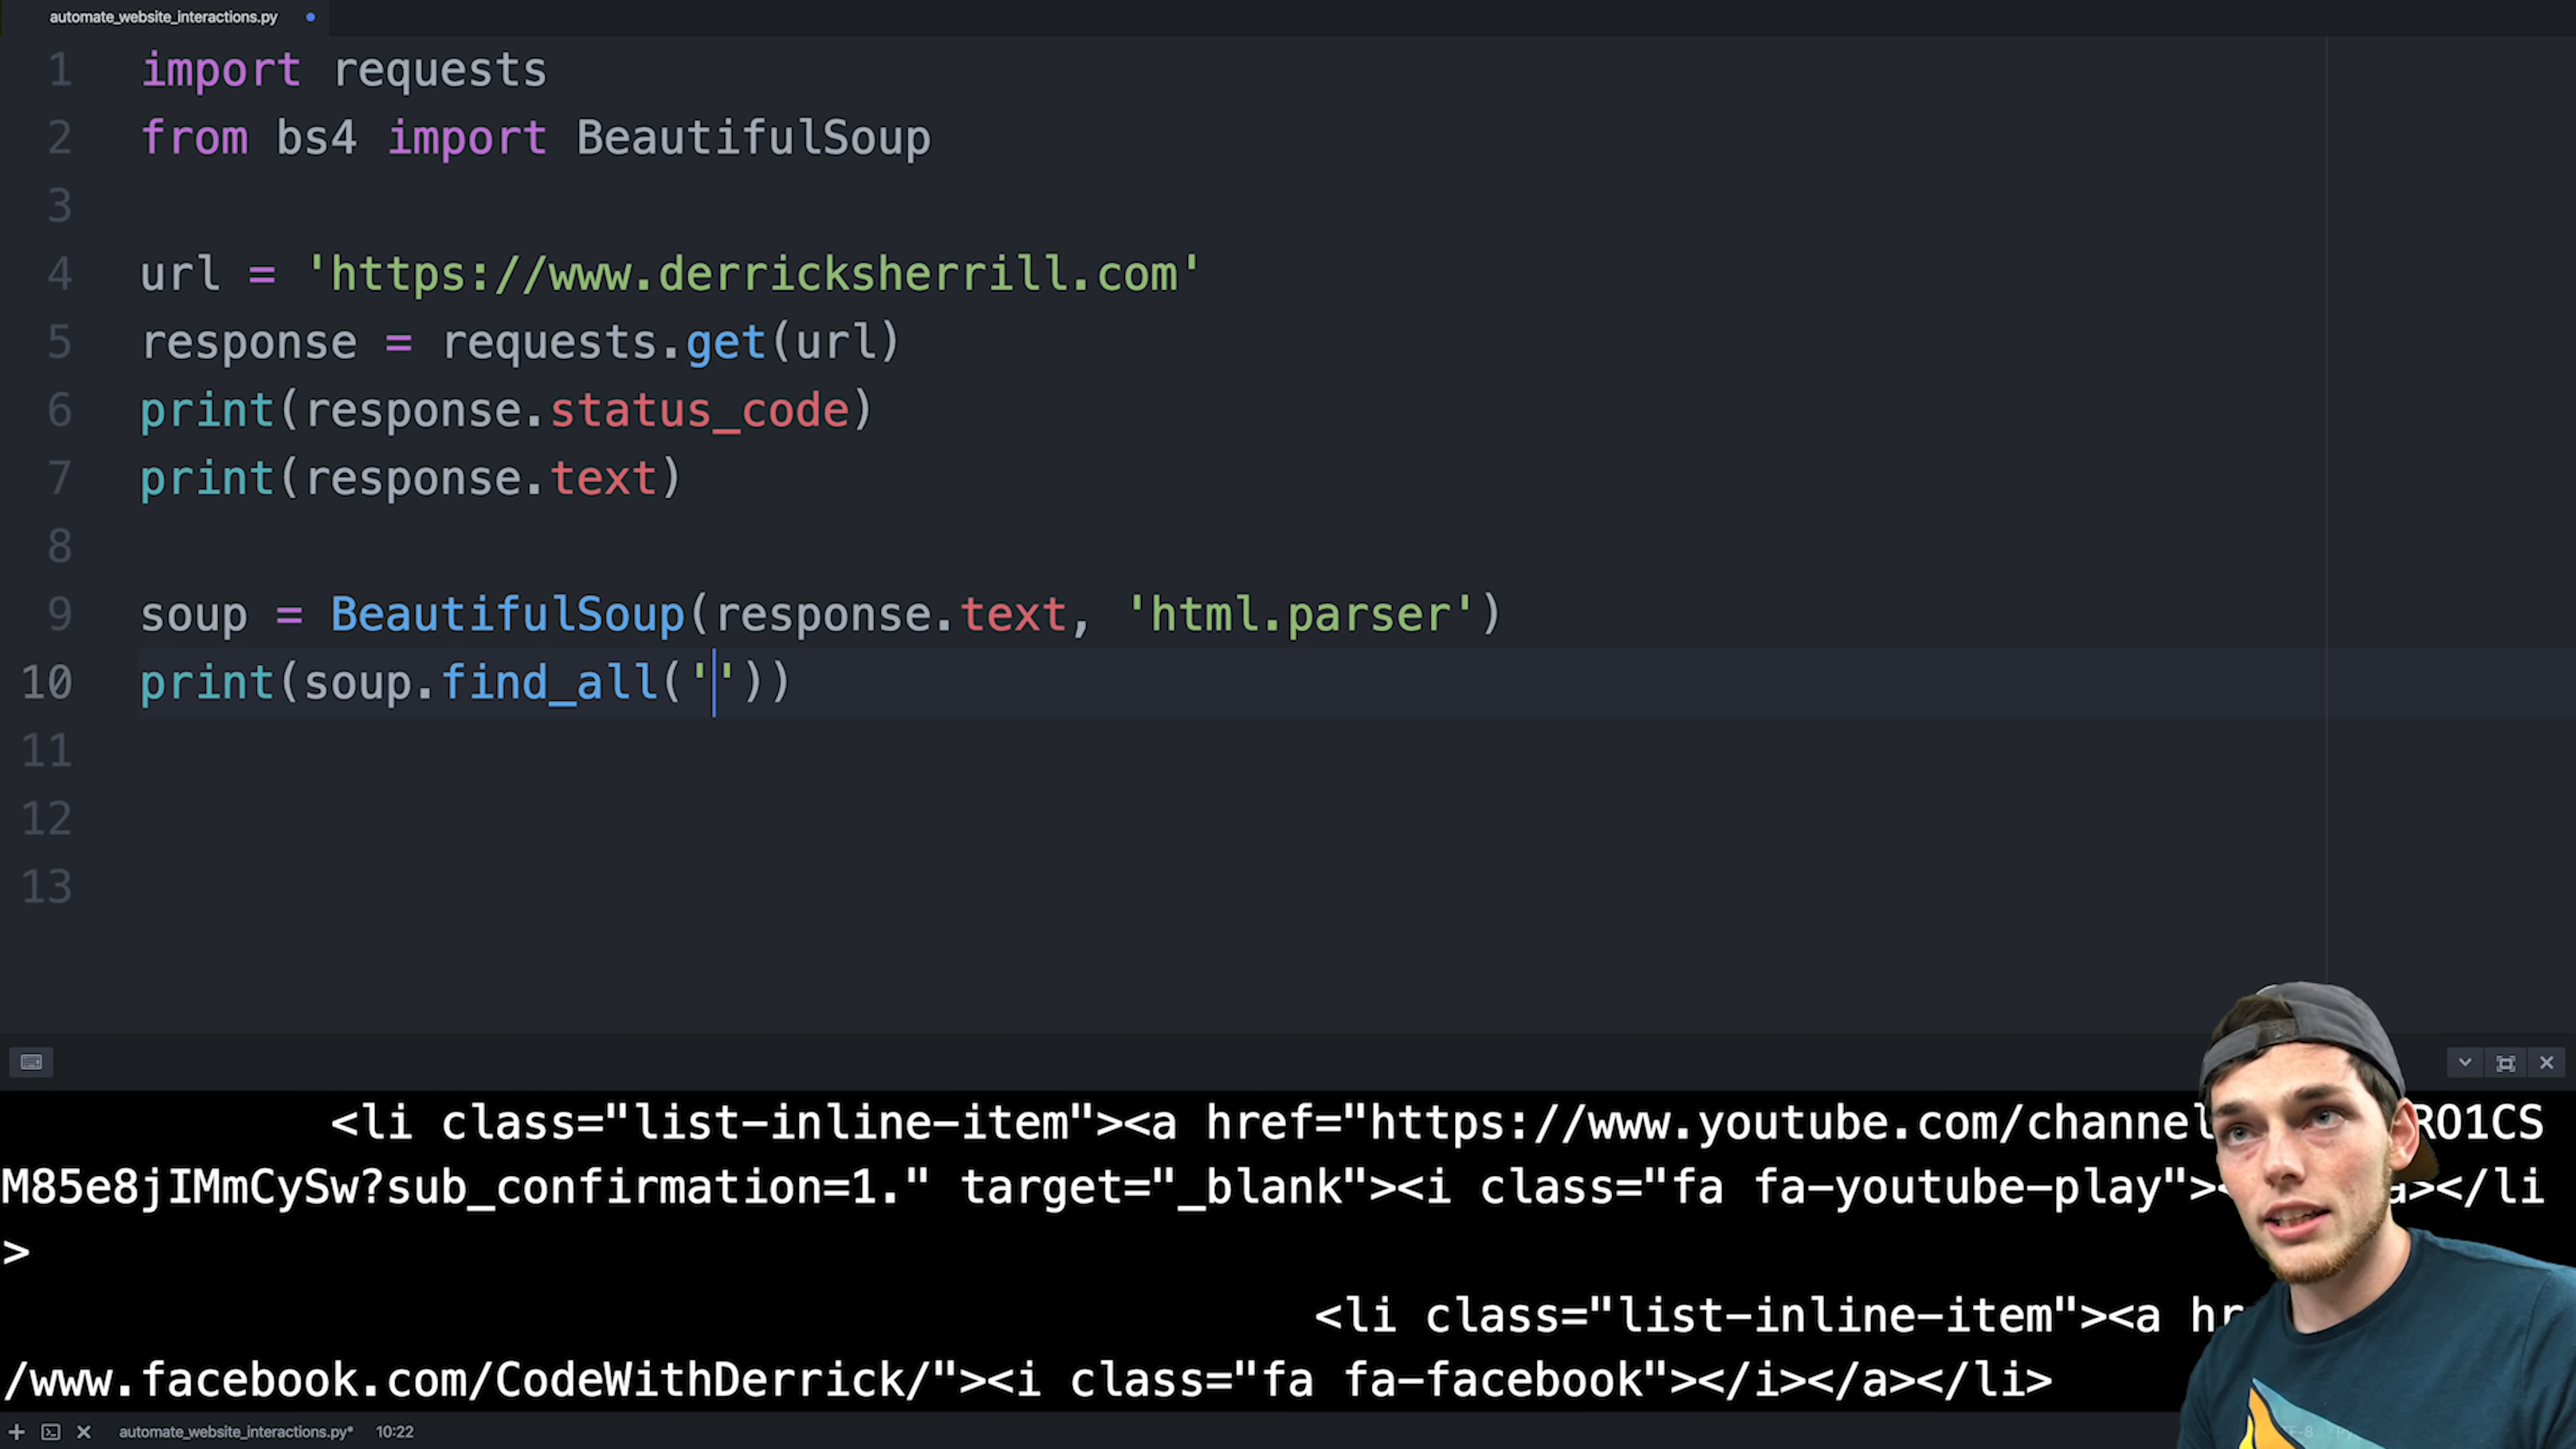 automate_website_interactions.py
1 import requests
2 from bs4 import BeautifulSoup
3
4 url = 'https://www.derricksherrill.com'
5 response = requests.get(url)
6 print(response.status_code)
7 print(response.text)
8
9 soup = BeautifulSoup(response.text, 'html.parser')
10 print(soup.find_all(''))
11
12
13
<li class="list-inline-item"><a href="https://www.youtube.com/channel RO1CS
M85e8jIMmCySw?sub_confirmation=1." target="_blank"><i class="fa fa-youtube-play">< a></li
>
<li class="list-inline-item"><a hr
/www.facebook.com/CodeWithDerrick/"><i class="fa fa-facebook"></i></a></li>
automate_website_interactions.py* 10:22